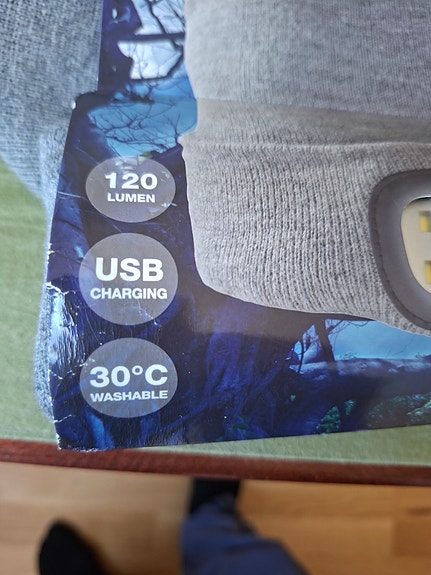 120
LUMEN
USB
CHARGING
30°C
WASHABLE